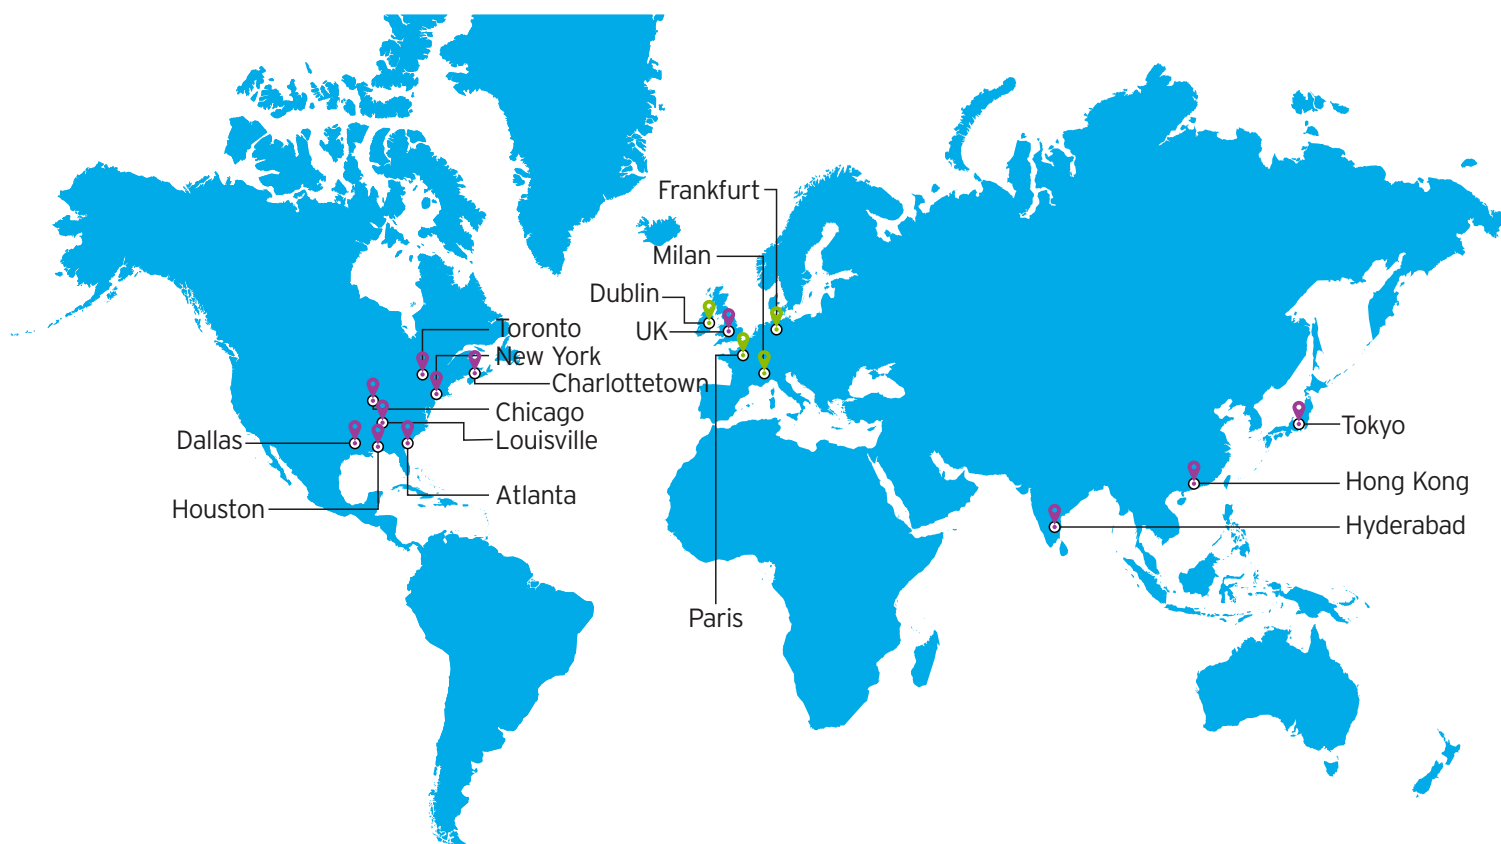 Frankfurt
Milan
Dublin
UK
Toronto
New York
Charlottetown
Chicago
Louisville
Dallas
Atlanta
Houston
Tokyo
Hong Kong
Hyderabad
Paris